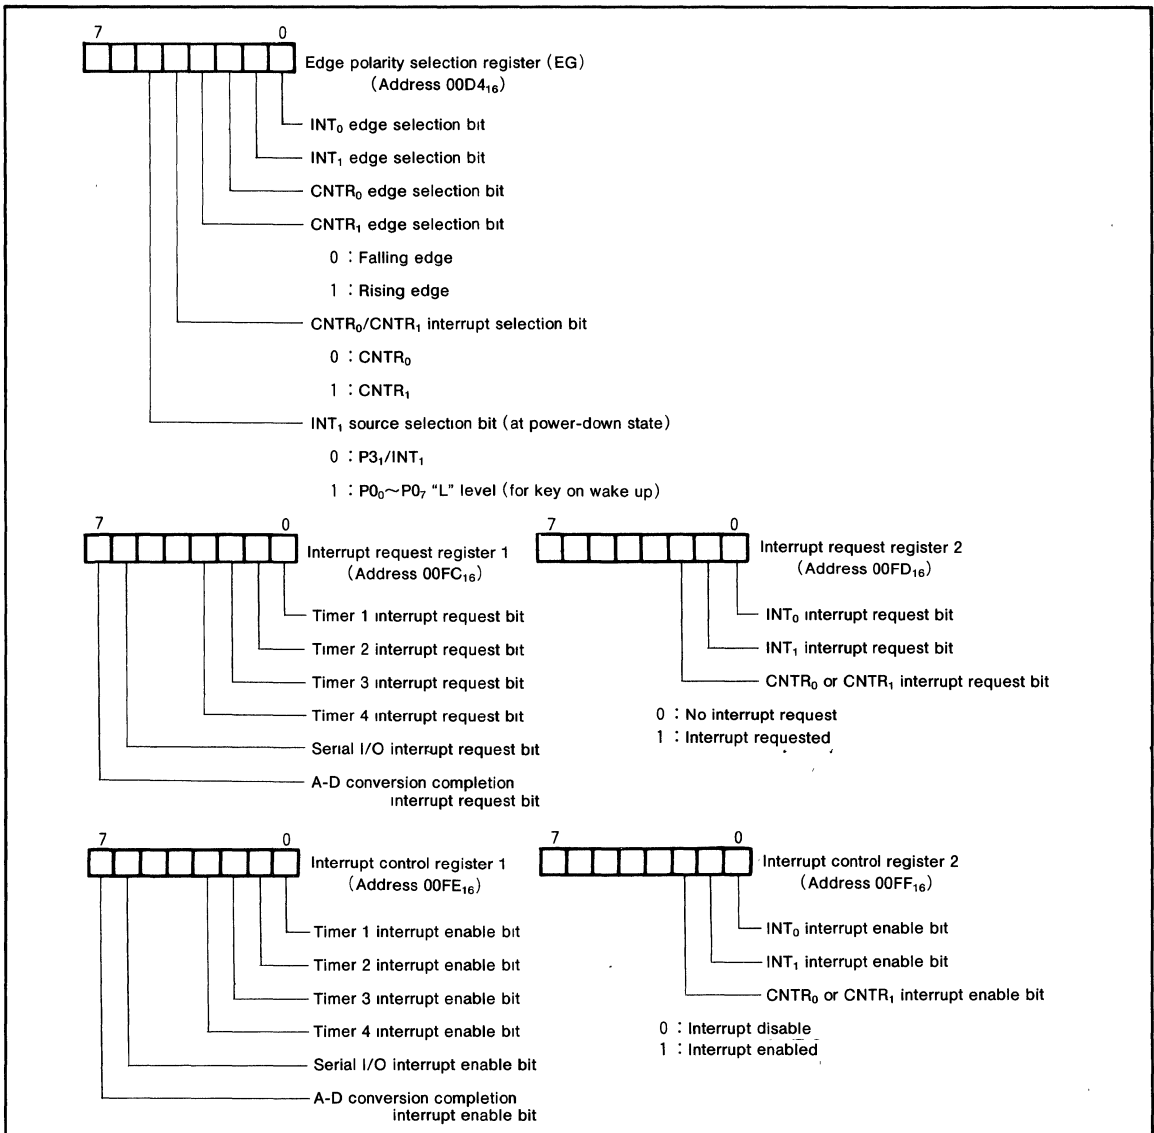 7 0
Edge polarity selection register (EG)
(Address 00D4₁₆)
INT₀ edge selection bit
INT₁ edge selection bit
CNTR₀ edge selection bit
CNTR₁ edge selection bit
0 : Falling edge
1 : Rising edge
CNTR₀/CNTR₁ interrupt selection bit
0 : CNTR₀
1 : CNTR₁
INT₁ source selection bit (at power-down state)
0 : P3₁/INT₁
1 : P0₀~P0₇ “L” level (for key on wake up)
7 0
Interrupt request register 1
(Address 00FC₁₆)
Timer 1 interrupt request bit
Timer 2 interrupt request bit
Timer 3 interrupt request bit
Timer 4 interrupt request bit
Serial I/O interrupt request bit
A-D conversion completion
interrupt request bit
7 0
Interrupt request register 2
(Address 00FD₁₆)
INT₀ interrupt request bit
INT₁ interrupt request bit
CNTR₀ or CNTR₁ interrupt request bit
0 : No interrupt request
1 : Interrupt requested
7 0
Interrupt control register 1
(Address 00FE₁₆)
Timer 1 interrupt enable bit
Timer 2 interrupt enable bit
Timer 3 interrupt enable bit
Timer 4 interrupt enable bit
Serial I/O interrupt enable bit
A-D conversion completion
interrupt enable bit
7 0
Interrupt control register 2
(Address 00FF₁₆)
INT₀ interrupt enable bit
INT₁ interrupt enable bit
CNTR₀ or CNTR₁ interrupt enable bit
0 : Interrupt disable
1 : Interrupt enabled